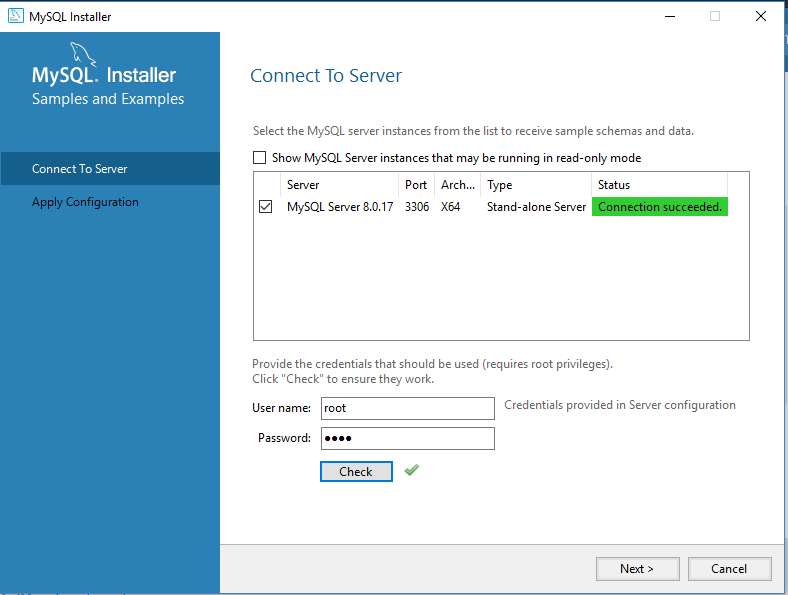 MySQL Installer
MySQL. Installer
Samples and Examples
Connect To Server
Apply Configuration
Connect To Server
Select the MySQL server instances from the list to receive sample schemas and data.
Show MySQL Server instances that may be running in read-only mode
Server Port Arch... Type Status
MySQL Server 8.0.17 3306 X64 Stand-alone Server Connection succeeded.
Provide the credentials that should be used (requires root privileges).
Click "Check" to ensure they work.
User name: root Credentials provided in Server configuration
Password: ●●●●
Check
Next > Cancel